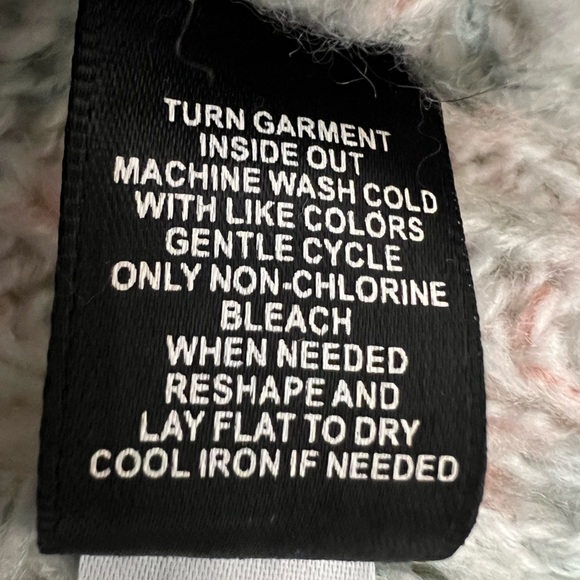 TURN GARMENT
INSIDE OUT
MACHINE WASH COLD
WITH LIKE COLORS
GENTLE CYCLE
ONLY NON-CHLORINE
BLEACH
WHEN NEEDED
RESHAPE AND
LAY FLAT TO DRY
COOL IRON IF NEEDED